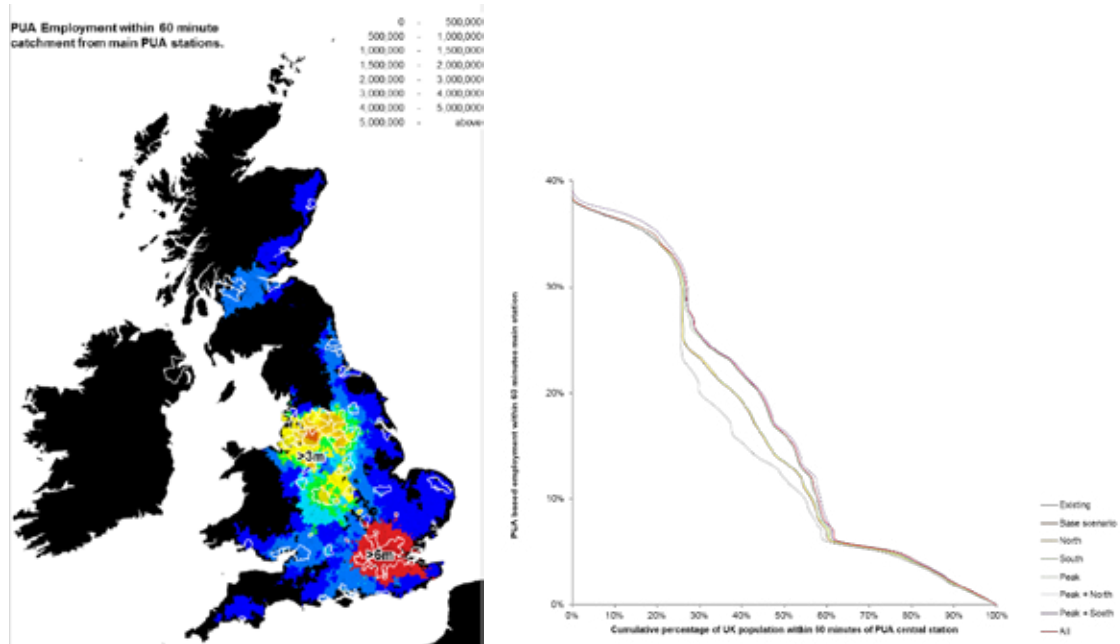 PUA Employment within 60 minute
catchment from main PUA stations.
0 - 500,000
500,000 - 1,000,000
1,000,000 - 1,500,000
1,500,000 - 2,000,000
2,000,000 - 3,000,000
3,000,000 - 4,000,000
4,000,000 - 5,000,000
5,000,000 - above
>3m
>6m
40%
30%
20%
10%
0%
PUA based employment within 60 minutes main station
0% 10% 20% 30% 40% 50% 60% 70% 80% 90% 100%
Cumulative percentage of UK population within 60 minutes of PUA central station
Existing
Base scenario
North
South
Peak
Peak + North
Peak + South
All